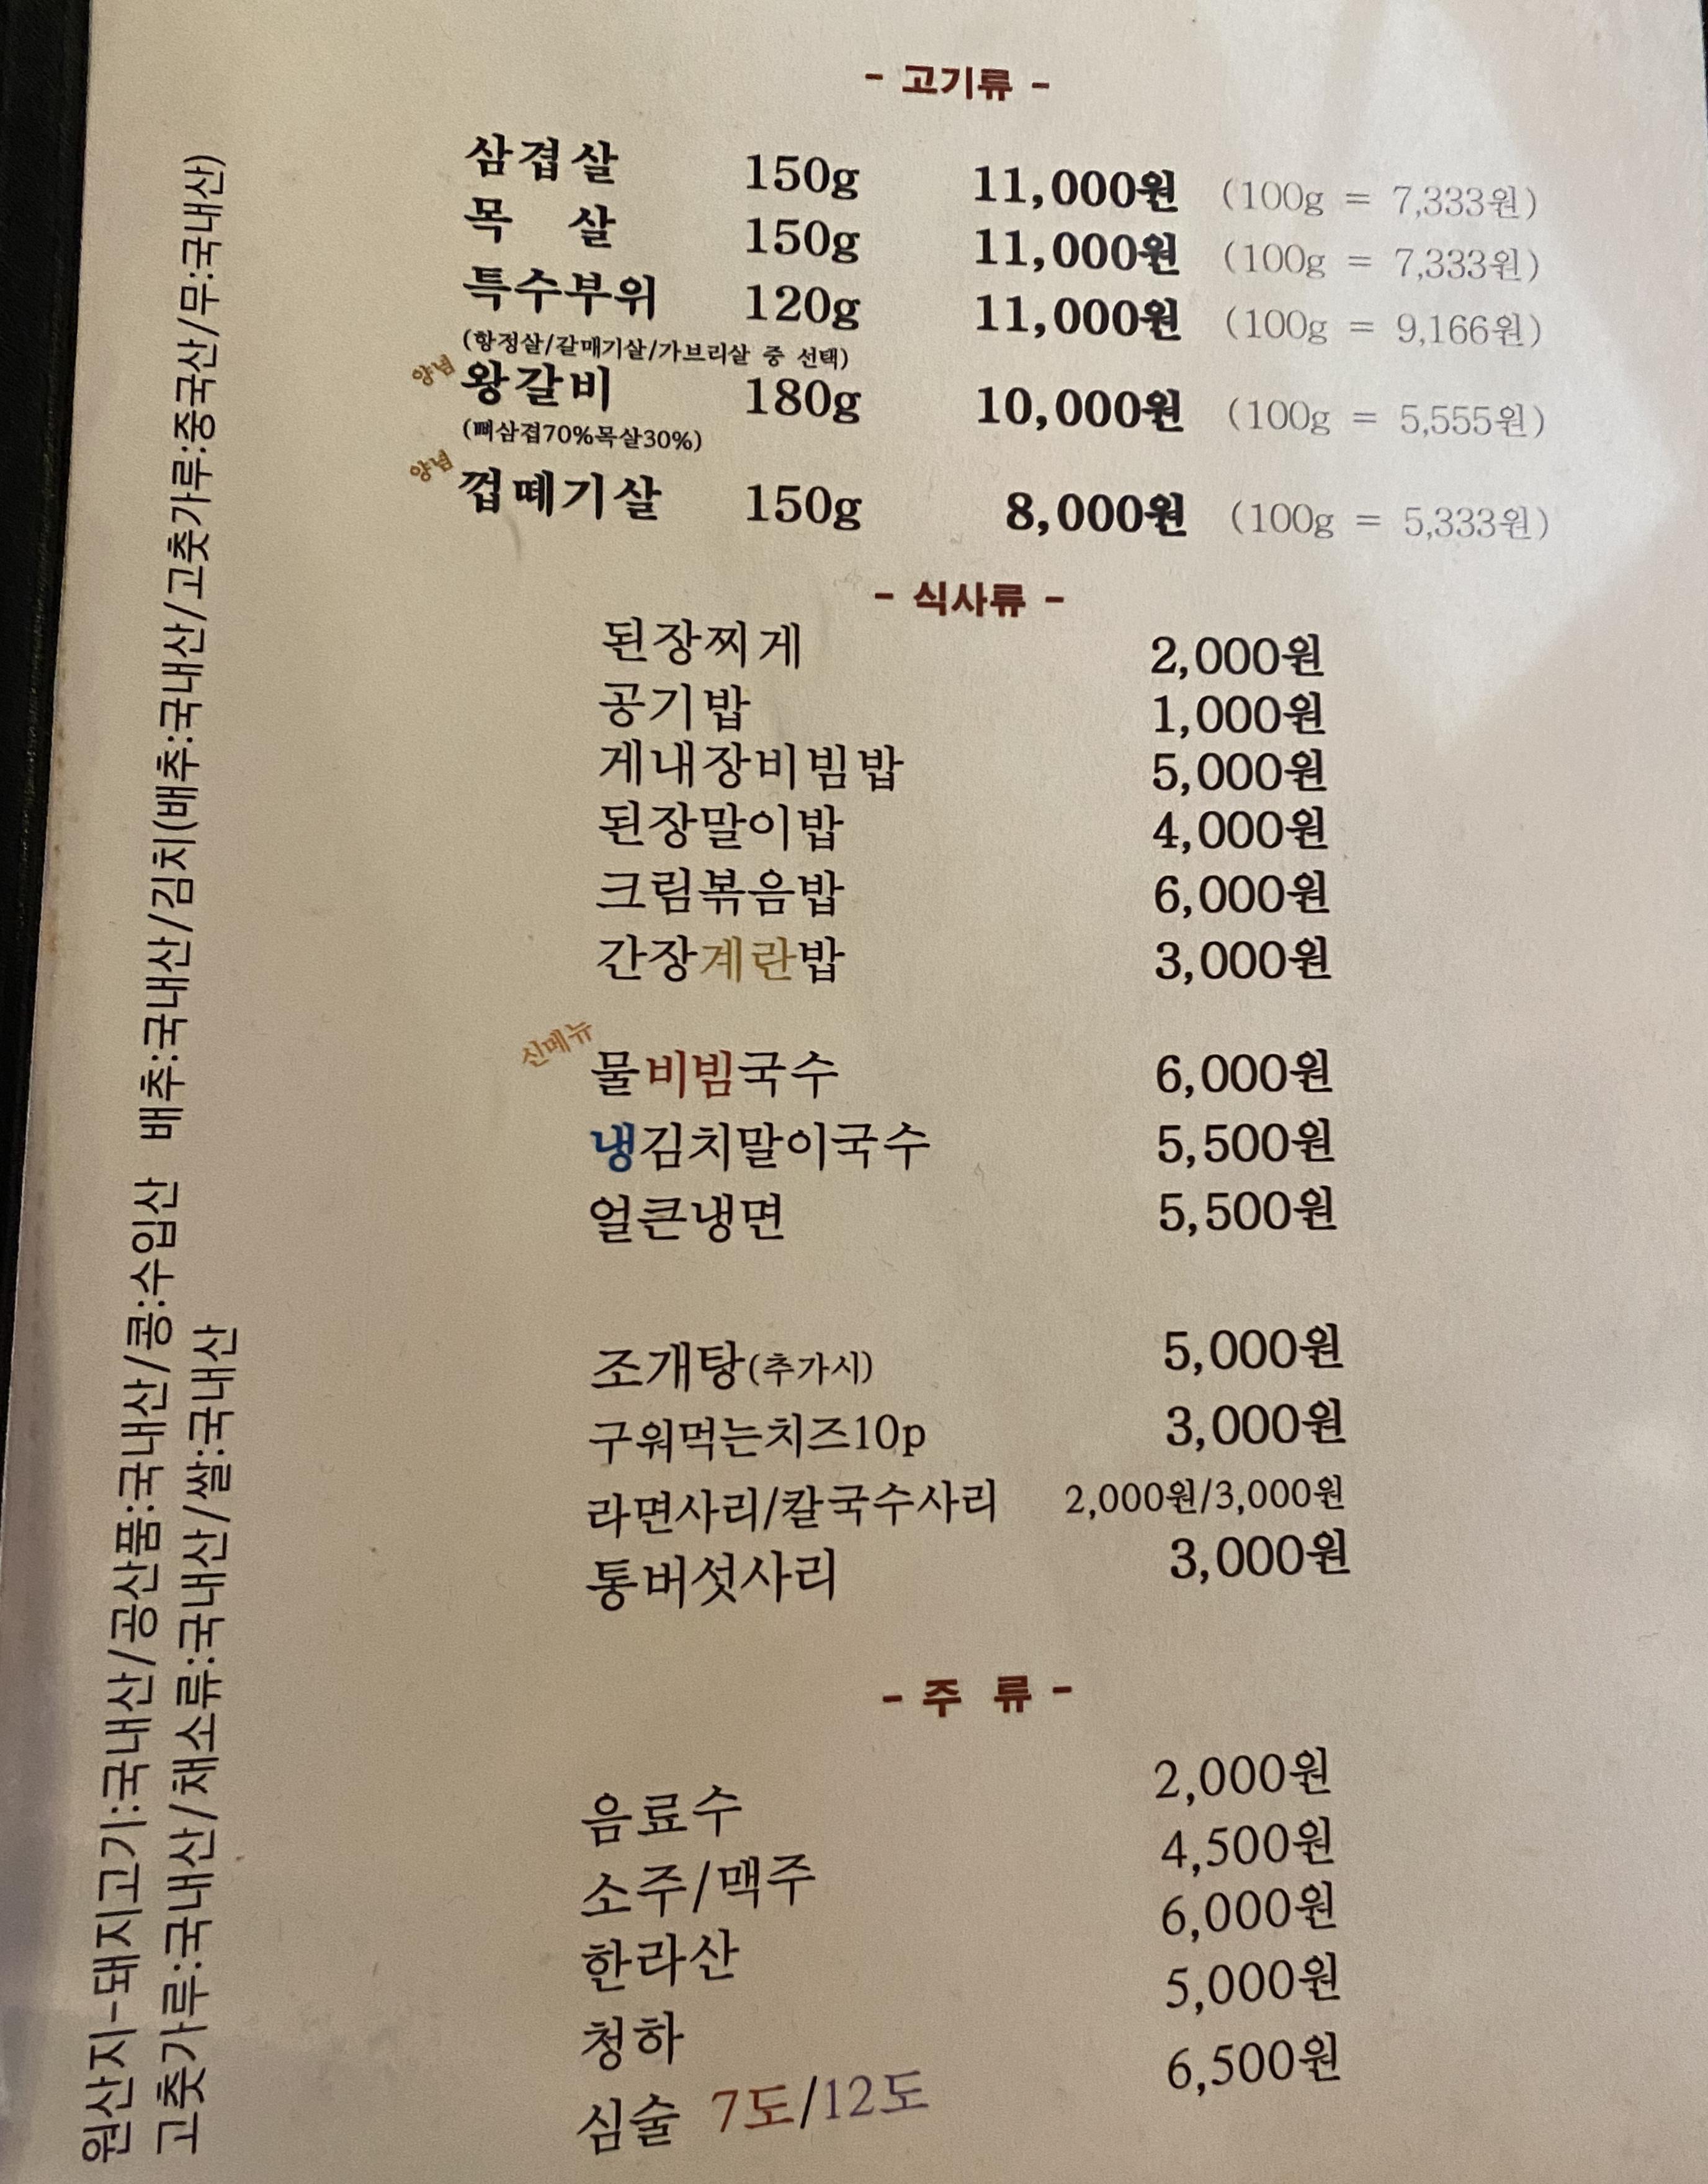 - 고기류 -
삼겹살 150g 11,000원 (100g = 7,333원)
목 살 150g 11,000원 (100g = 7,333원)
특수부위 120g 11,000원 (100g = 9,166원)
(항정살/갈매기살/가브리살 중 선택)
양념 왕갈비 180g 10,000원 (100g = 5,555원)
(뼈삼겹70%목살30%)
양념 껍떼기살 150g 8,000원 (100g = 5,333원)
- 식사류 -
된장찌게 2,000원
공기밥 1,000원
게내장비빔밥 5,000원
된장말이밥 4,000원
크림볶음밥 6,000원
간장계란밥 3,000원
신메뉴 물비빔국수 6,000원
냉김치말이국수 5,500원
얼큰냉면 5,500원
조개탕(추가시) 5,000원
구워먹는치즈10p 3,000원
라면사리/칼국수사리 2,000원/3,000원
통버섯사리 3,000원
- 주 류 -
음료수 2,000원
소주/맥주 4,500원
한라산 6,000원
청하 5,000원
심술 7도/12도 6,500원
원산지-돼지고기:국내산/공산품:국내산/콩:수입산 배추:국내산/김치(배추:국내산/고춧가루:중국산/무:국내산)
고춧가루:국내산/채소류:국내산/쌀:국내산